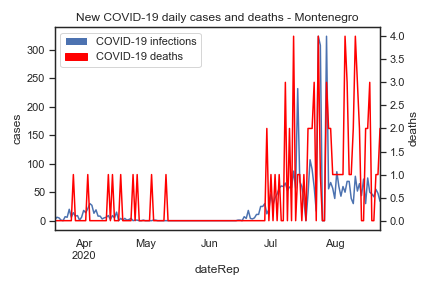 New COVID-19 daily cases and deaths - Montenegro
COVID-19 infections
COVID-19 deaths
cases
300
250
200
150
100
50
0
deaths
4.0
3.5
3.0
2.5
2.0
1.5
1.0
0.5
0.0
Apr May Jun Jul Aug
2020
dateRep